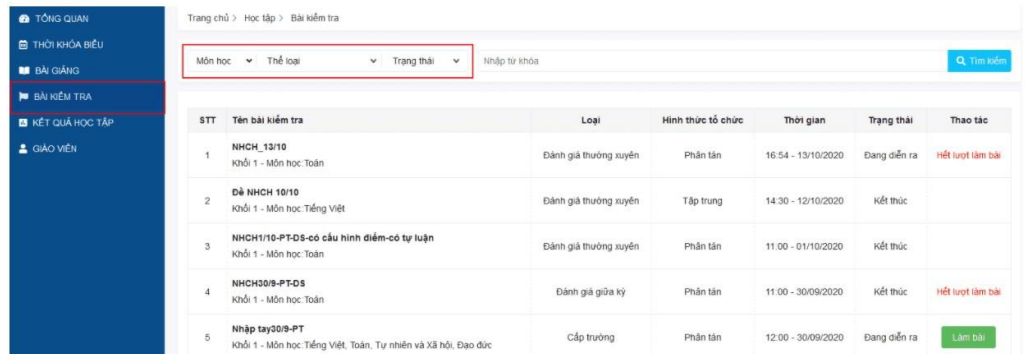 TỔNG QUAN
THỜI KHÓA BIỂU
BÀI GIẢNG
BÀI KIỂM TRA
KẾT QUẢ HỌC TẬP
GIÁO VIÊN
Trang chủ > Học tập > Bài kiểm tra
Môn học Thể loại Trạng thái Nhập từ khóa Tìm kiếm
STT Tên bài kiểm tra Loại Hình thức tổ chức Thời gian Trạng thái Thao tác
NHCH_13/10
1 Đánh giá thường xuyên Phân tán 16:54 - 13/10/2020 Đang diễn ra Hết lượt làm bài
Khối 1 - Môn học:Toán
Đề NHCH 10/10
2 Đánh giá thường xuyên Tập trung 14:30 - 12/10/2020 Kết thúc
Khối 1 - Môn học:Tiếng Việt
NHCH1/10-PT-DS-có cấu hình điểm-có tự luận
3 Đánh giá thường xuyên Phân tán 11:00 - 01/10/2020 Kết thúc
Khối 1 - Môn học:Toán
NHCH30/9-PT-DS
4 Đánh giá giữa kỳ Phân tán 11:00 - 30/09/2020 Kết thúc Hết lượt làm bài
Khối 1 - Môn học:Toán
Nhập tay30/9-PT
5 Cấp trường Phân tán 12:00 - 30/09/2020 Đang diễn ra Làm bài
Khối 1 - Môn học:Tiếng Việt, Toán, Tự nhiên và Xã hội, Đạo đức